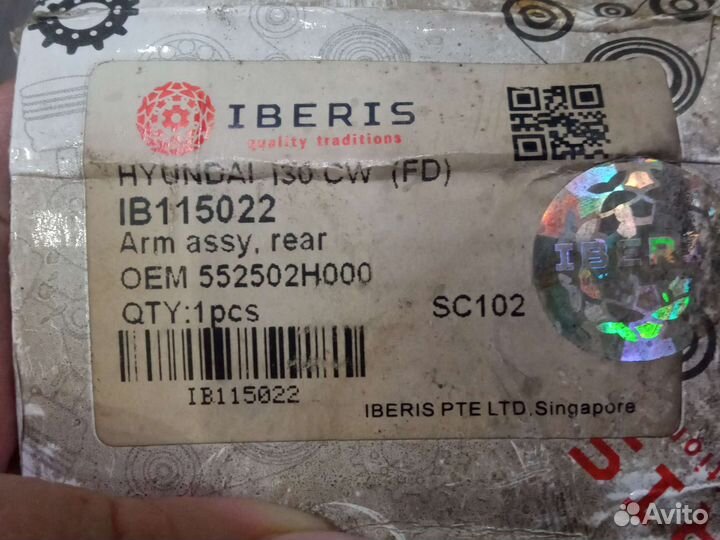 IBERIS
quality traditions
HYUNDAI I30 CW (FD)
IB115022
Arm assy, rear
OEM 552502H000
QTY:1pcs
SC102
IB115022
IBERIS PTE LTD,Singapore
IBERI
Avito